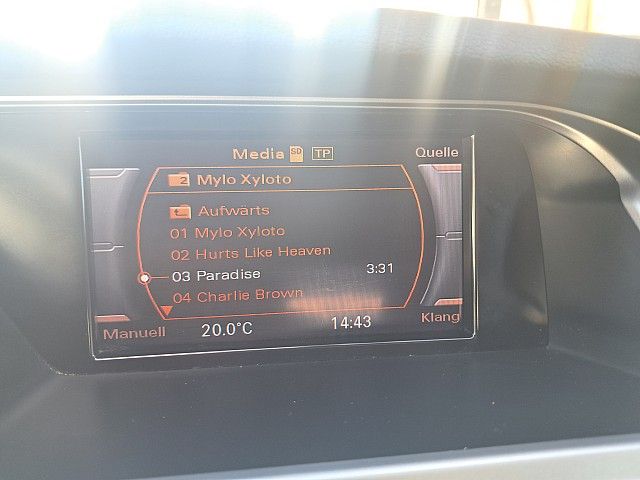 Media SD TP Quelle
2 Mylo Xyloto
Aufwärts
01 Mylo Xyloto
02 Hurts Like Heaven
03 Paradise 3:31
04 Charlie Brown
Manuell 20.0°C 14:43 Klang